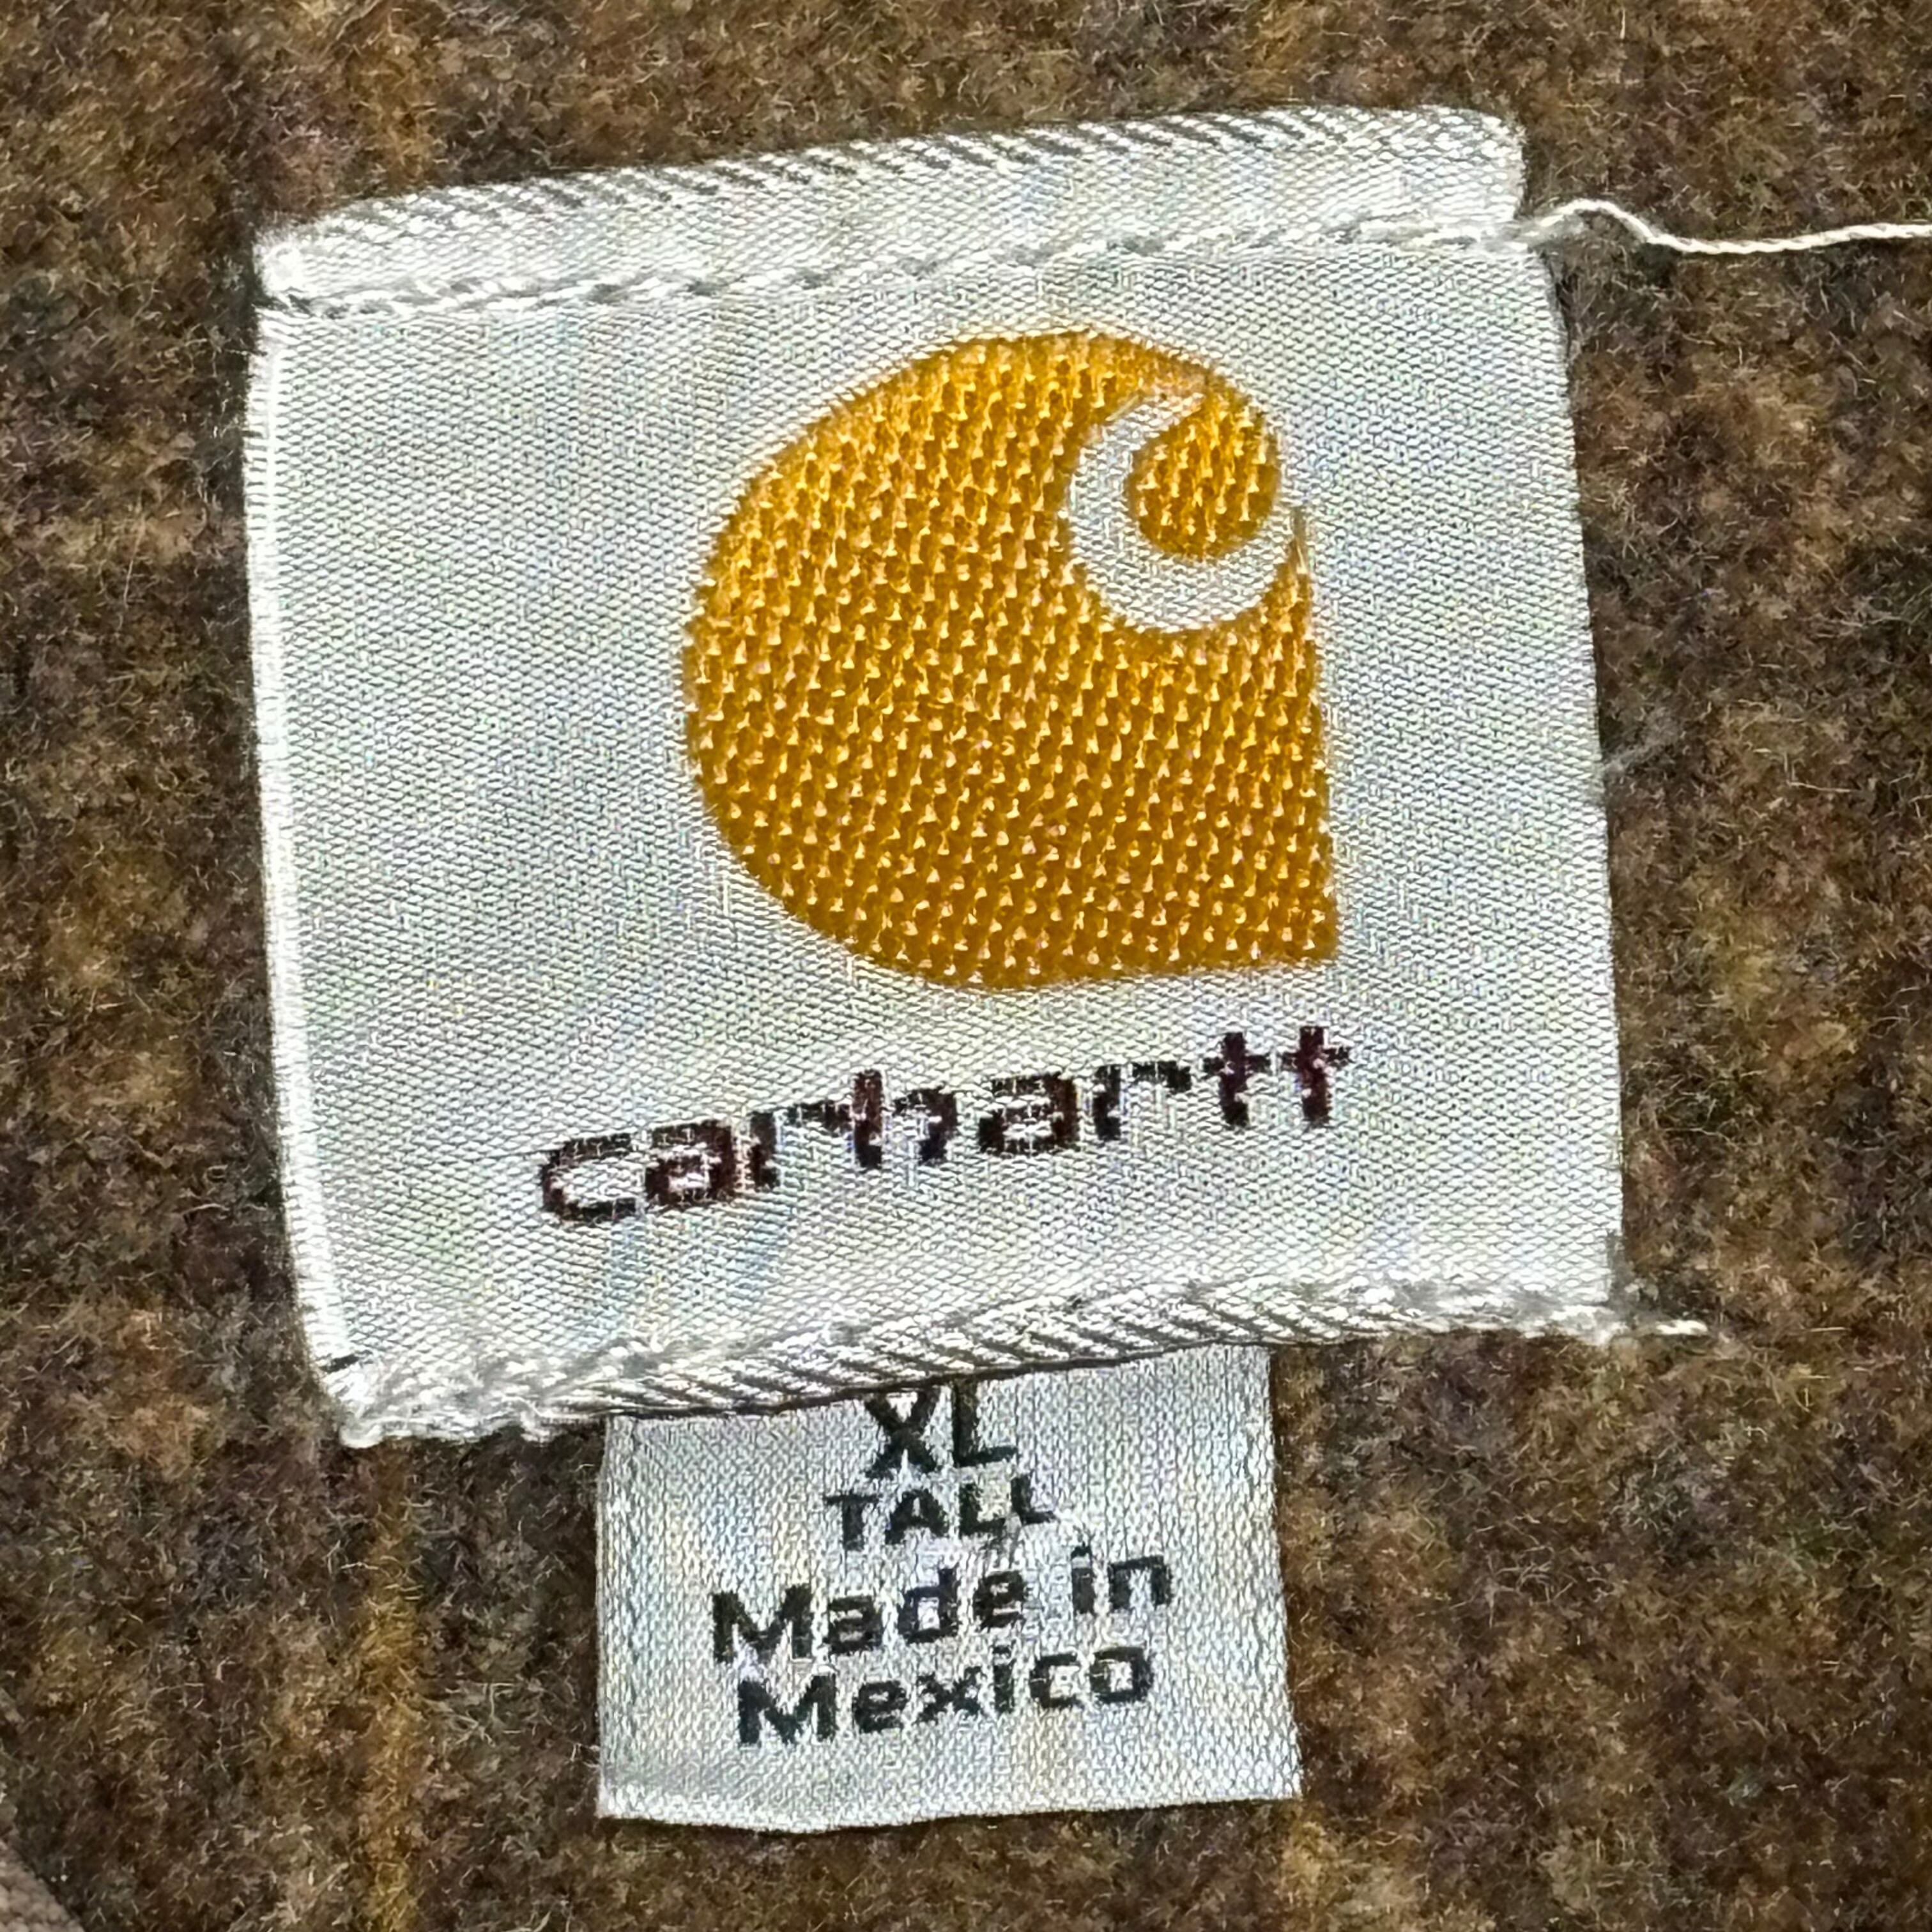 carhartt
XL
TALL
Made in
Mexico